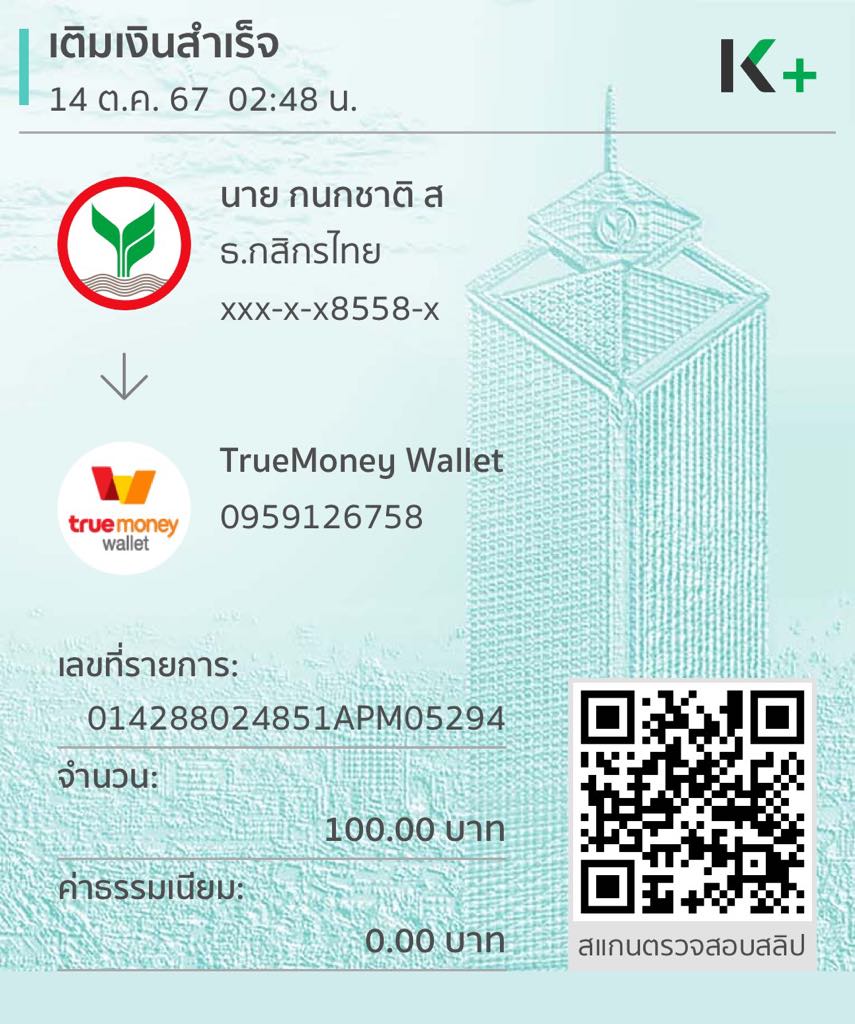 เติมเงินสำเร็จ
14 ต.ค. 67 02:48 น.
K+
นาย กนกชาติ ส
ธ.กสิกรไทย
xxx-x-x8558-x
TrueMoney Wallet
0959126758
truemoney
wallet
เลขที่รายการ:
014288024851APM05294
จำนวน:
100.00 บาท
ค่าธรรมเนียม:
0.00 บาท
สแกนตรวจสอบสลิป